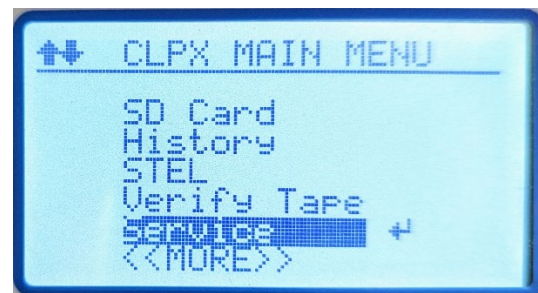 CLPX MAIN MENU
SD Card
History
STEL
Verify Tape
Service
<<MORE>>